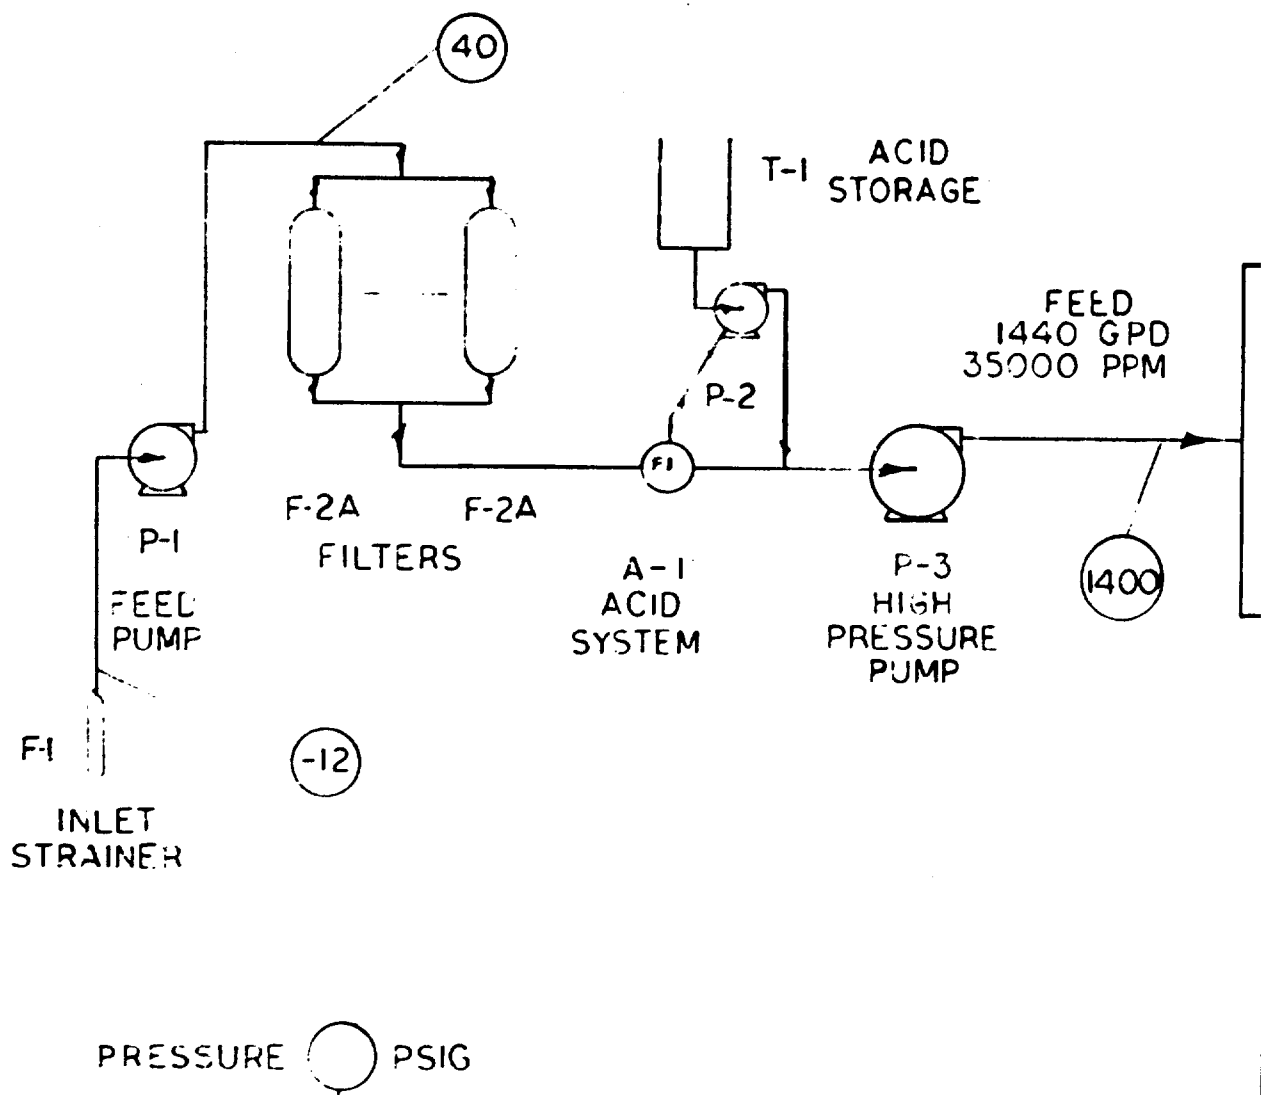 40
T-1
ACID
STORAGE
FEED
1440 GPD
35000 PPM
P-2
FI
F-2A
F-2A
FILTERS
P-1
FEED
PUMP
A-1
ACID
SYSTEM
P-3
HIGH
PRESSURE
PUMP
1400
F-1
-12
INLET
STRAINER
PRESSURE
PSIG